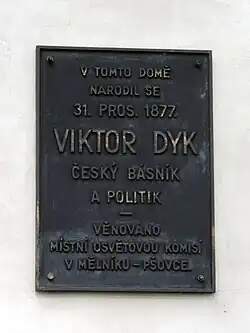 V TOMTO DOMĚ
NARODIL SE
31. PROS. 1877.
VIKTOR DYK
ČESKÝ BÁSNÍK
A POLITIK
—
VĚNOVÁNO
MÍSTNÍ OSVĚTOVOU KOMISÍ
V MĚLNÍKU-PŠOVCE.